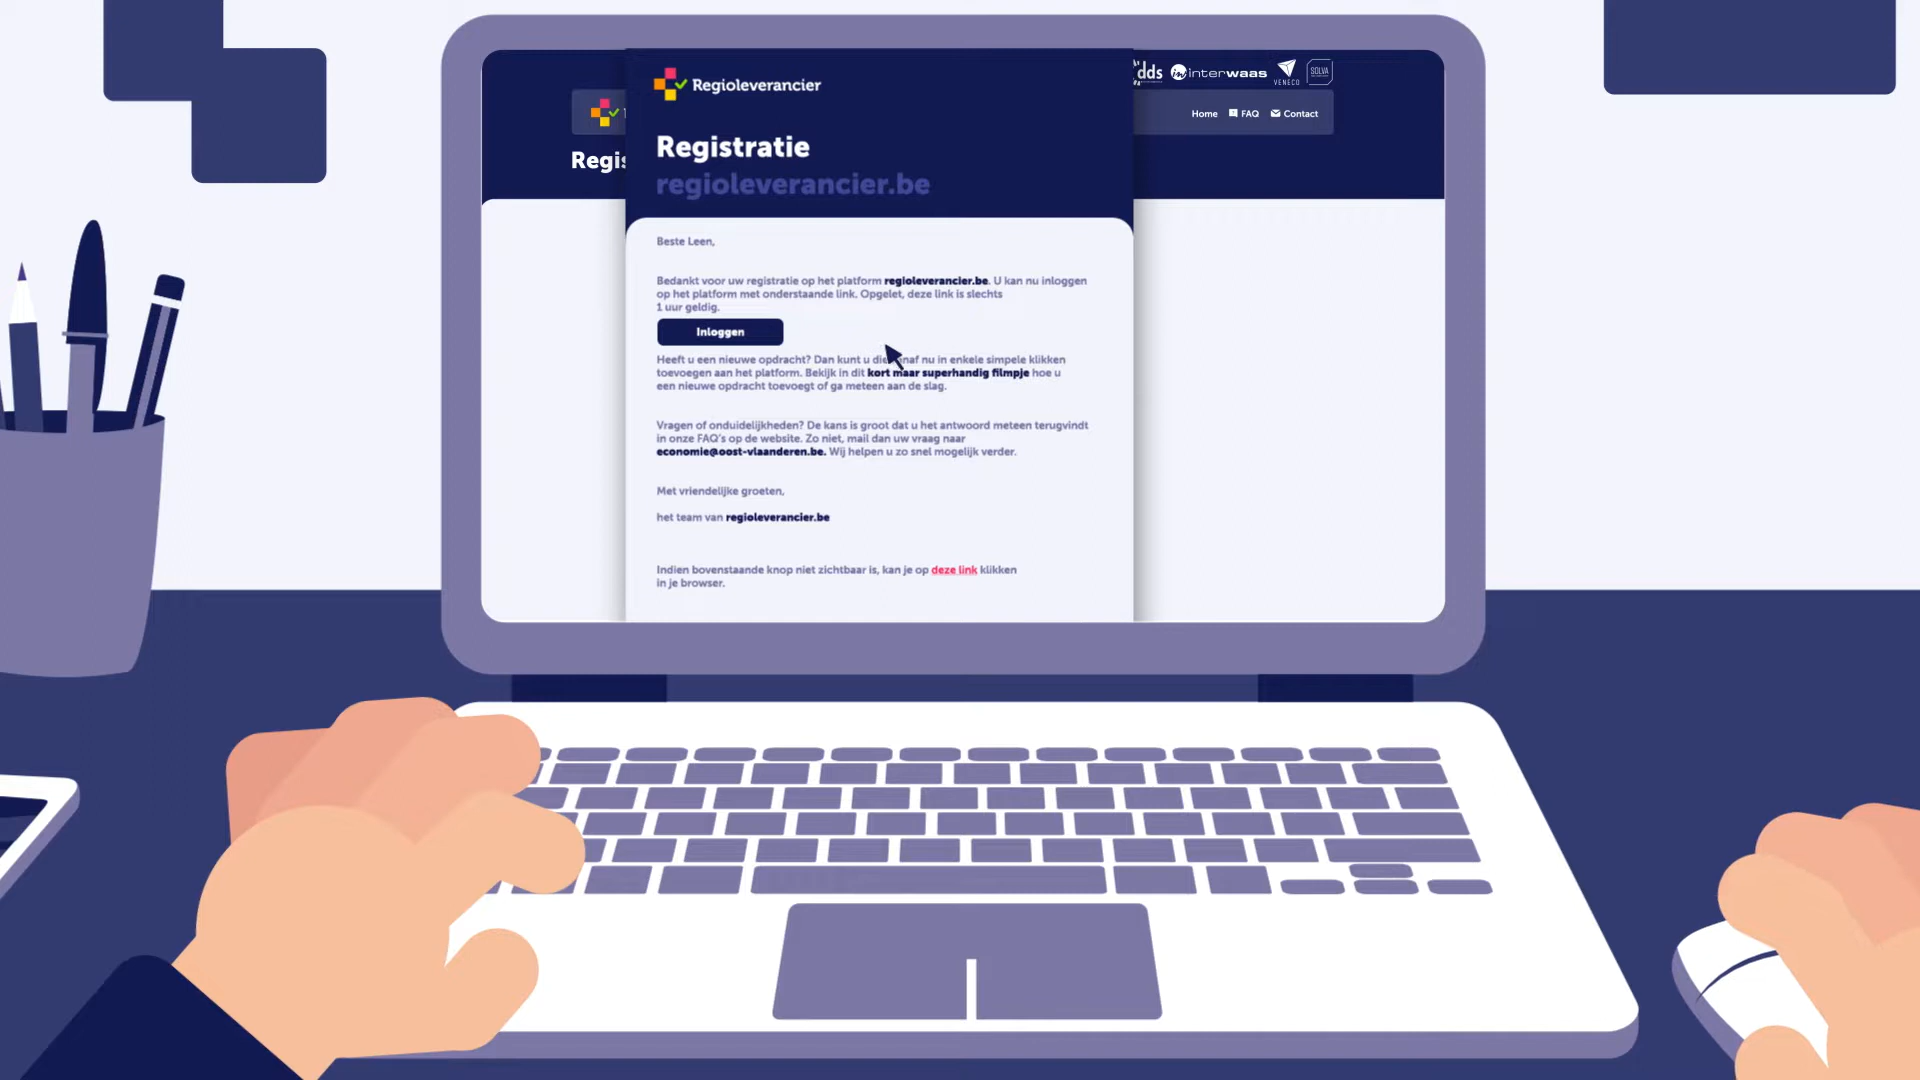 dds interwaas VENECO SOLVA
Regioleverancier
Home FAQ Contact
Regis
Registratie
regioleverancier.be
Beste Leen,
Bedankt voor uw registratie op het platform regioleverancier.be. U kan nu inloggen
op het platform met onderstaande link. Opgelet, deze link is slechts
1 uur geldig.
Inloggen
Heeft u een nieuwe opdracht? Dan kunt u die naf nu in enkele simpele klikken
toevoegen aan het platform. Bekijk in dit kort maar superhandig filmpje hoe u
een nieuwe opdracht toevoegt of ga meteen aan de slag.
Vragen of onduidelijkheden? De kans is groot dat u het antwoord meteen terugvindt
in onze FAQ's op de website. Zo niet, mail dan uw vraag naar
economie@oost-vlaanderen.be. Wij helpen u zo snel mogelijk verder.
Met vriendelijke groeten,
het team van regioleverancier.be
Indien bovenstaande knop niet zichtbaar is, kan je op deze link klikken
in je browser.